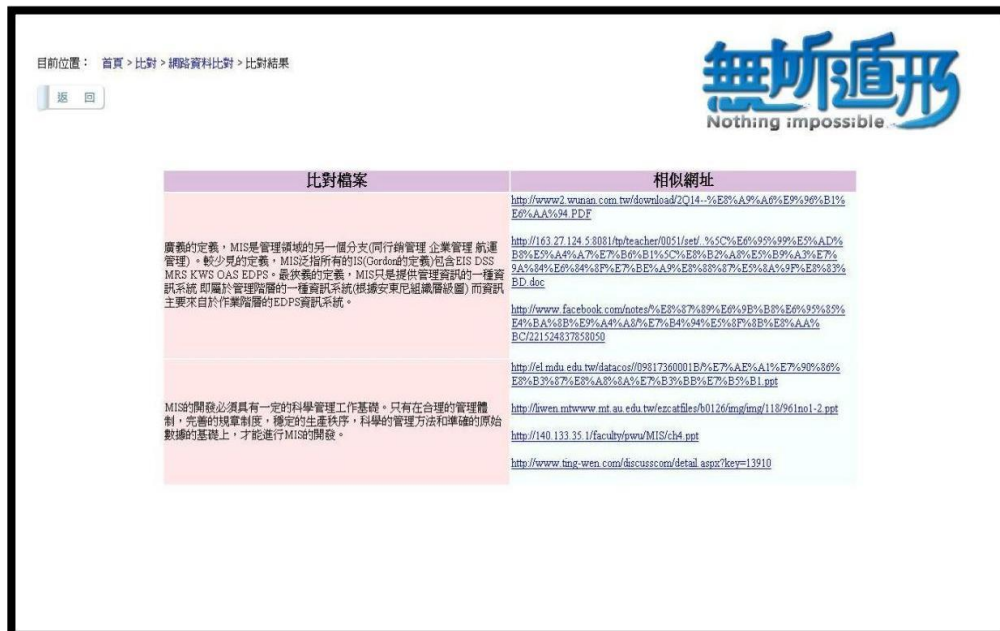 目前位置： 首頁 > 比對 > 網路資料比對 > 比對結果
返 回
無所遁形
Nothing impossible
比對檔案
相似網址
廣義的定義，MIS是管理領域的另一個分支(同行銷管理 企業管理 航運
管理) 。較少見的定義，MIS泛指所有的IS(Gordon的定義)包含EIS DSS
MRS KWS OAS EDPS。最狹義的定義，MIS只是提供管理資訊的一種資
訊系統 即屬於管理階層的一種資訊系統(根據安東尼組織層級圖) 而資訊
主要來自於作業階層的EDPS資訊系統。
http://www2.wunan.com.tw/download/2Q14--%E8%A9%A6%E9%96%B1%
E6%AA%94.PDF
http://163.27.124.5:8081/tp/teacher/0051/set/..%5C%E6%95%99%E5%AD%
B8%E5%A4%A7%E7%B6%B1%5C%E8%B2%A8%E5%B9%A3%E7%
9A%84%E6%84%8F%E7%BE%A9%E8%88%87%E5%8A%9F%E8%83%
BD.doc
http://www.facebook.com/notes/%E8%87%89%E6%9B%B8%E6%95%85%
E4%BA%8B%E9%A4%A8/%E7%B4%94%E5%8F%8B%E8%AA%
BC/221524837858050
MIS的開發必須具有一定的科學管理工作基礎。只有在合理的管理體
制，完善的規章制度，穩定的生產秩序，科學的管理方法和準確的原始
數據的基礎上，才能進行MIS的開發。
http://el.mdu.edu.tw/datacos//09817360001B/%E7%AE%A1%E7%90%86%
E8%B3%87%E8%A8%8A%E7%B3%BB%E7%B5%B1.ppt
http://liwen.mtwww.mt.au.edu.tw/ezcatfiles/b0126/img/img/118/961no1-2.ppt
http://140.133.35.1/faculty/pwu/MIS/ch4.ppt
http://www.ting-wen.com/discusscom/detail.aspx?key=13910